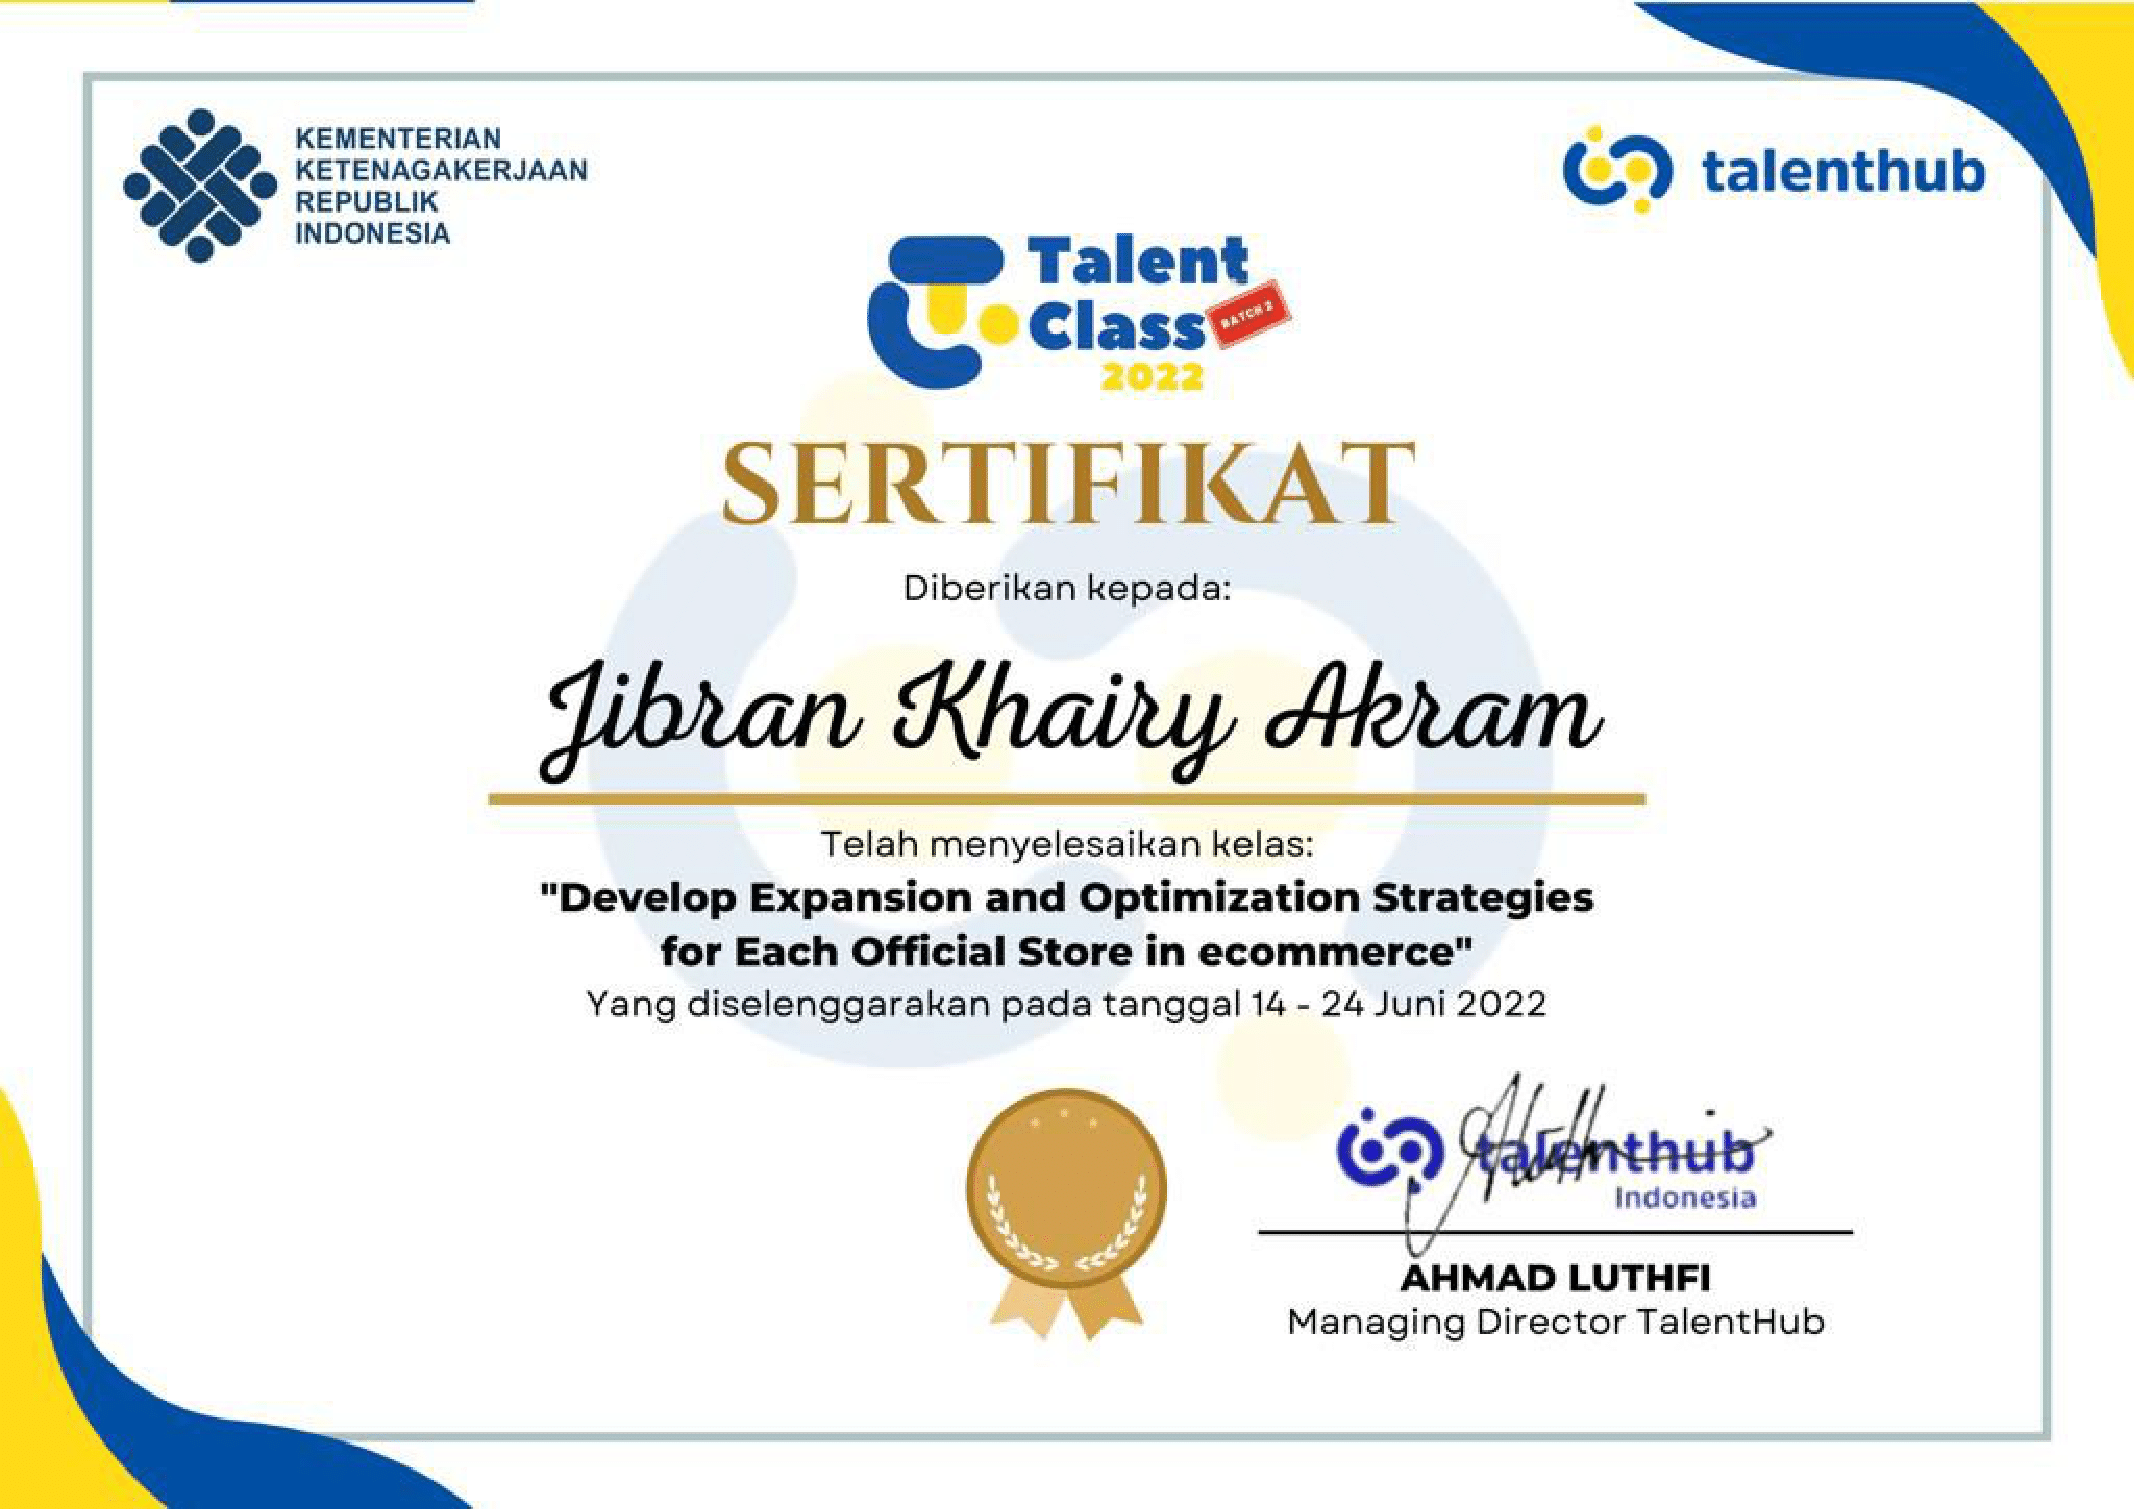 KEMENTERIAN
KETENAGAKERJAAN
REPUBLIK
INDONESIA
talenthub
Talent
Class
BATCH 2
2022
SERTIFIKAT
Diberikan kepada:
Jibran Khairy Akram
Telah menyelesaikan kelas:
"Develop Expansion and Optimization Strategies
for Each Official Store in ecommerce"
Yang diselenggarakan pada tanggal 14 - 24 Juni 2022
talenthub
Indonesia
AHMAD LUTHFI
Managing Director TalentHub